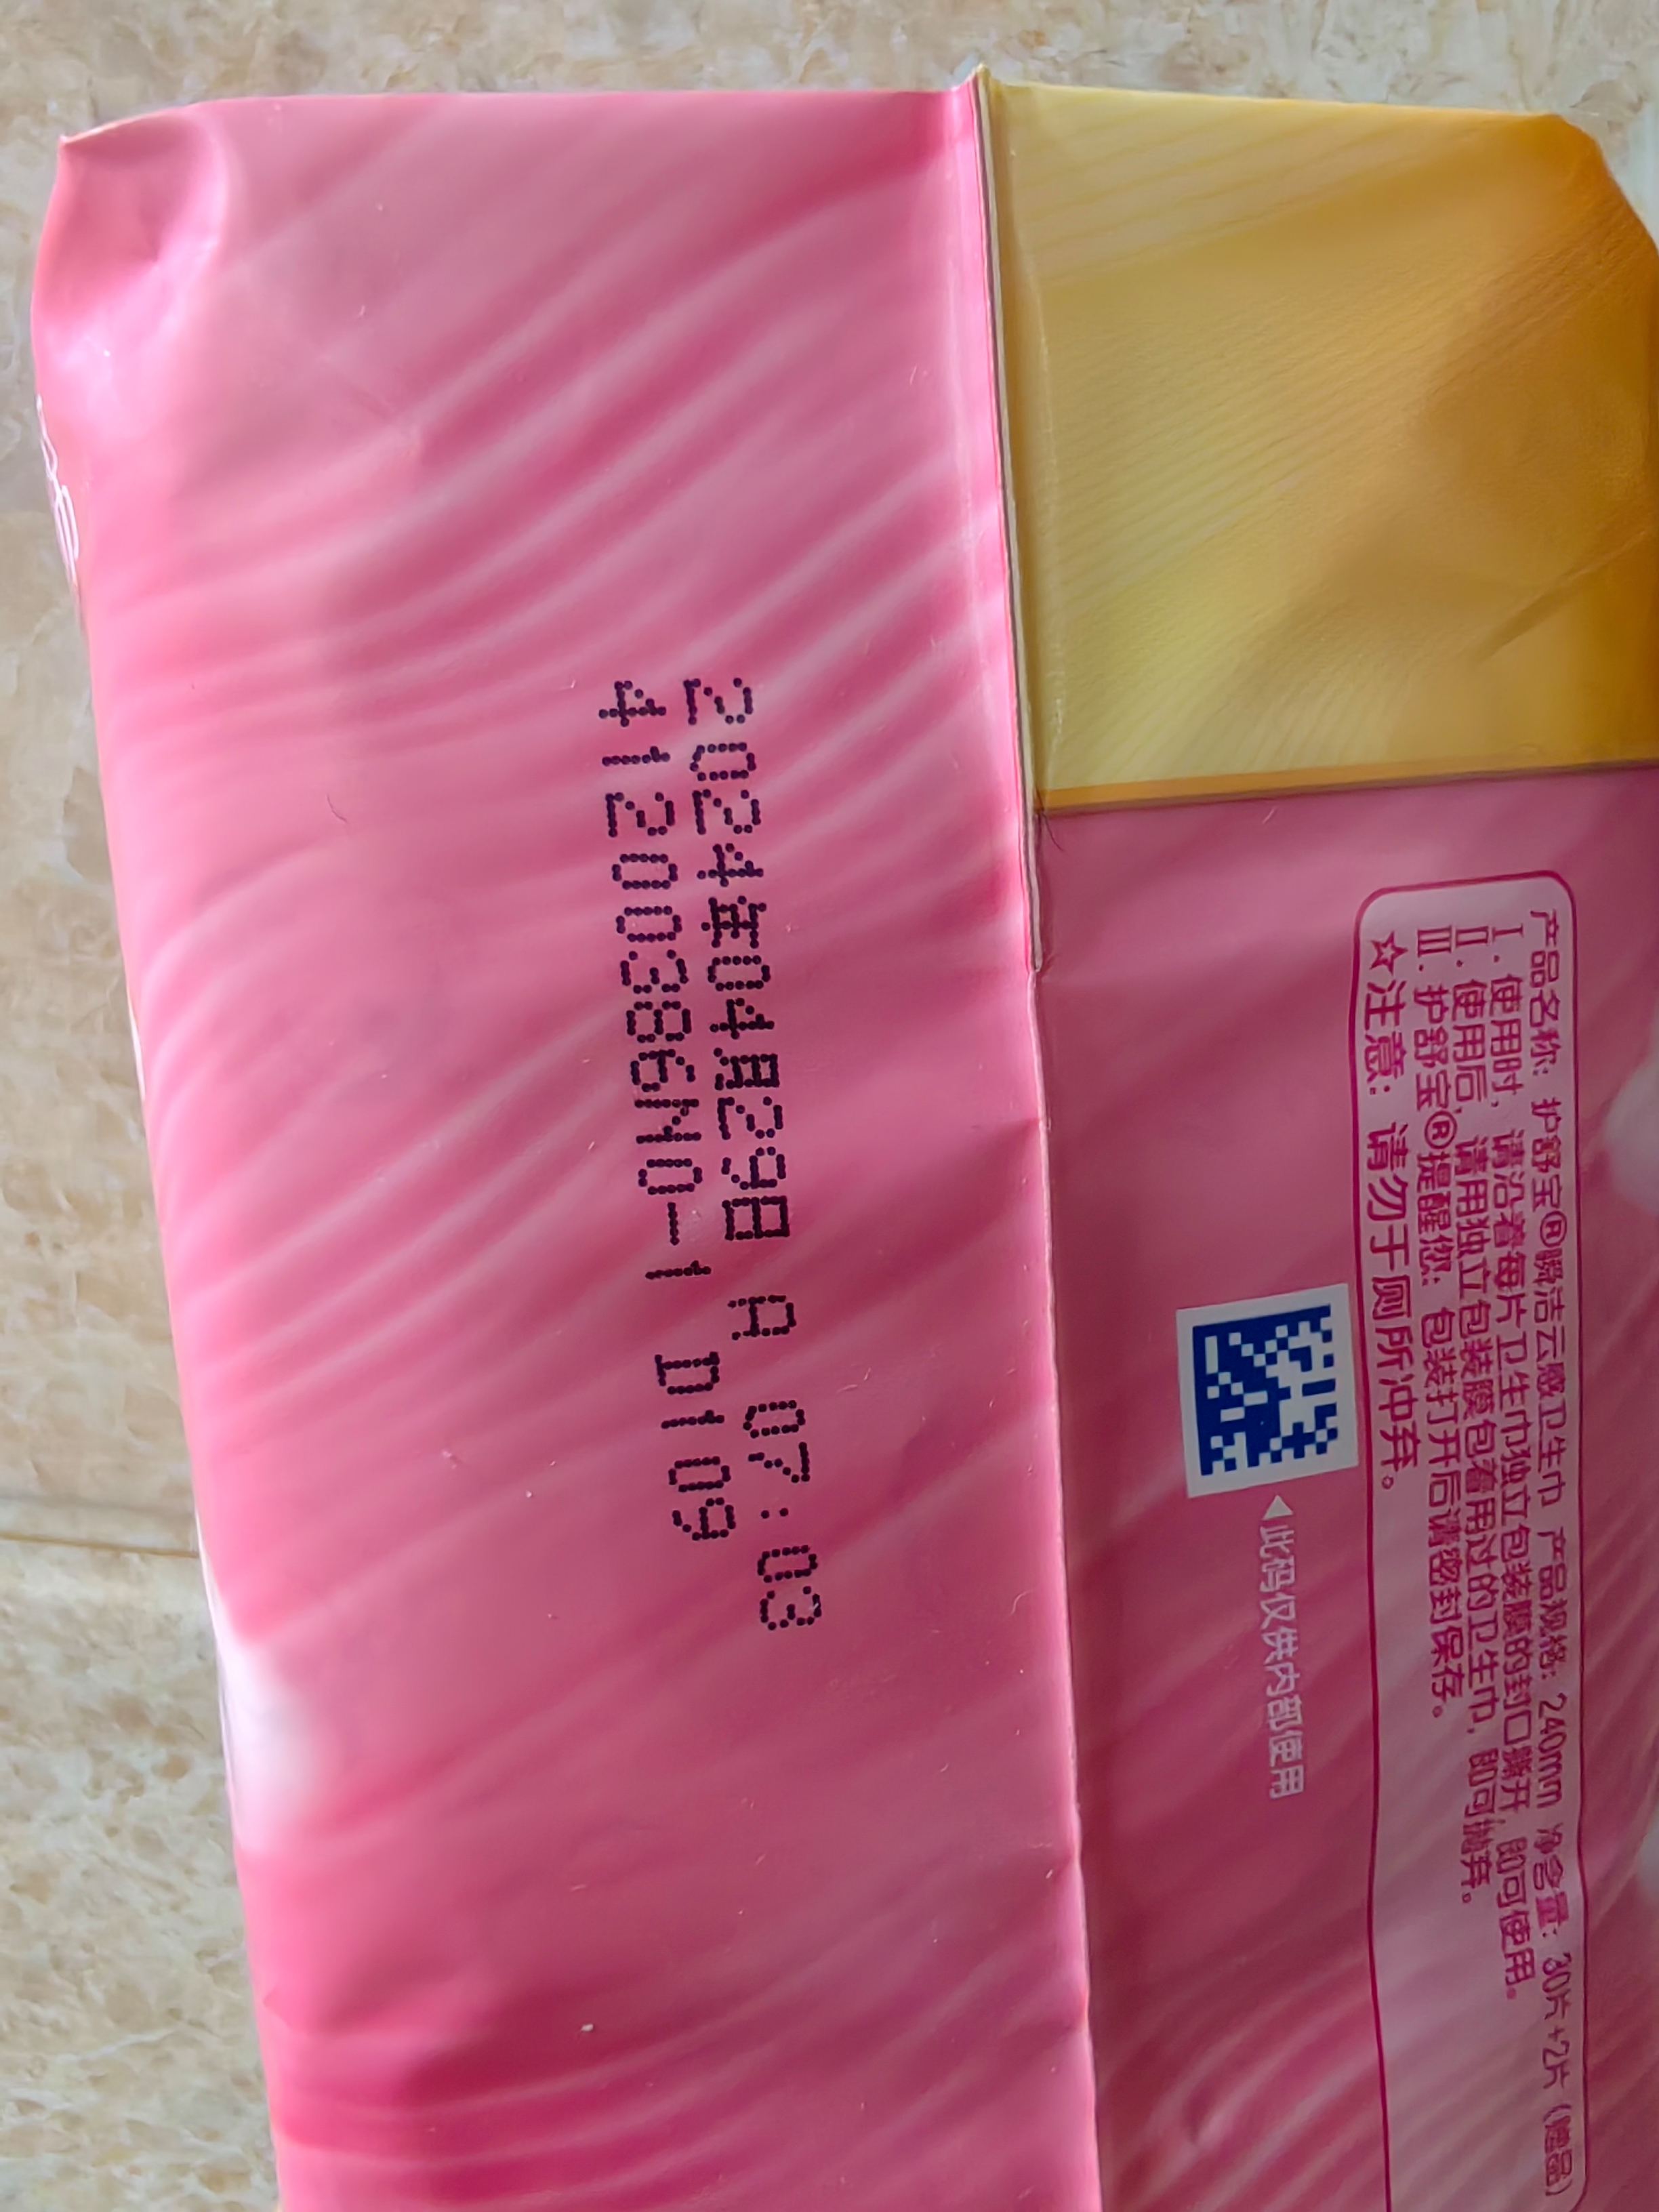 2024年04月29日 A 07:03
41200386N0-1 D109
产品名称: 护舒宝®瞬洁云感卫生巾 产品规格: 240mm 净含量: 30片+2片 (赠品)
I. 使用时, 请沿着每片卫生巾独立包装膜的封口撕开, 即可使用。
II. 使用后, 请用独立包装膜包着用过的卫生巾, 即可抛弃。
III. 护舒宝®提醒您: 包装打开后请密封保存。
☆注意: 请勿于厕所冲弃。
◀此码仅供内部使用